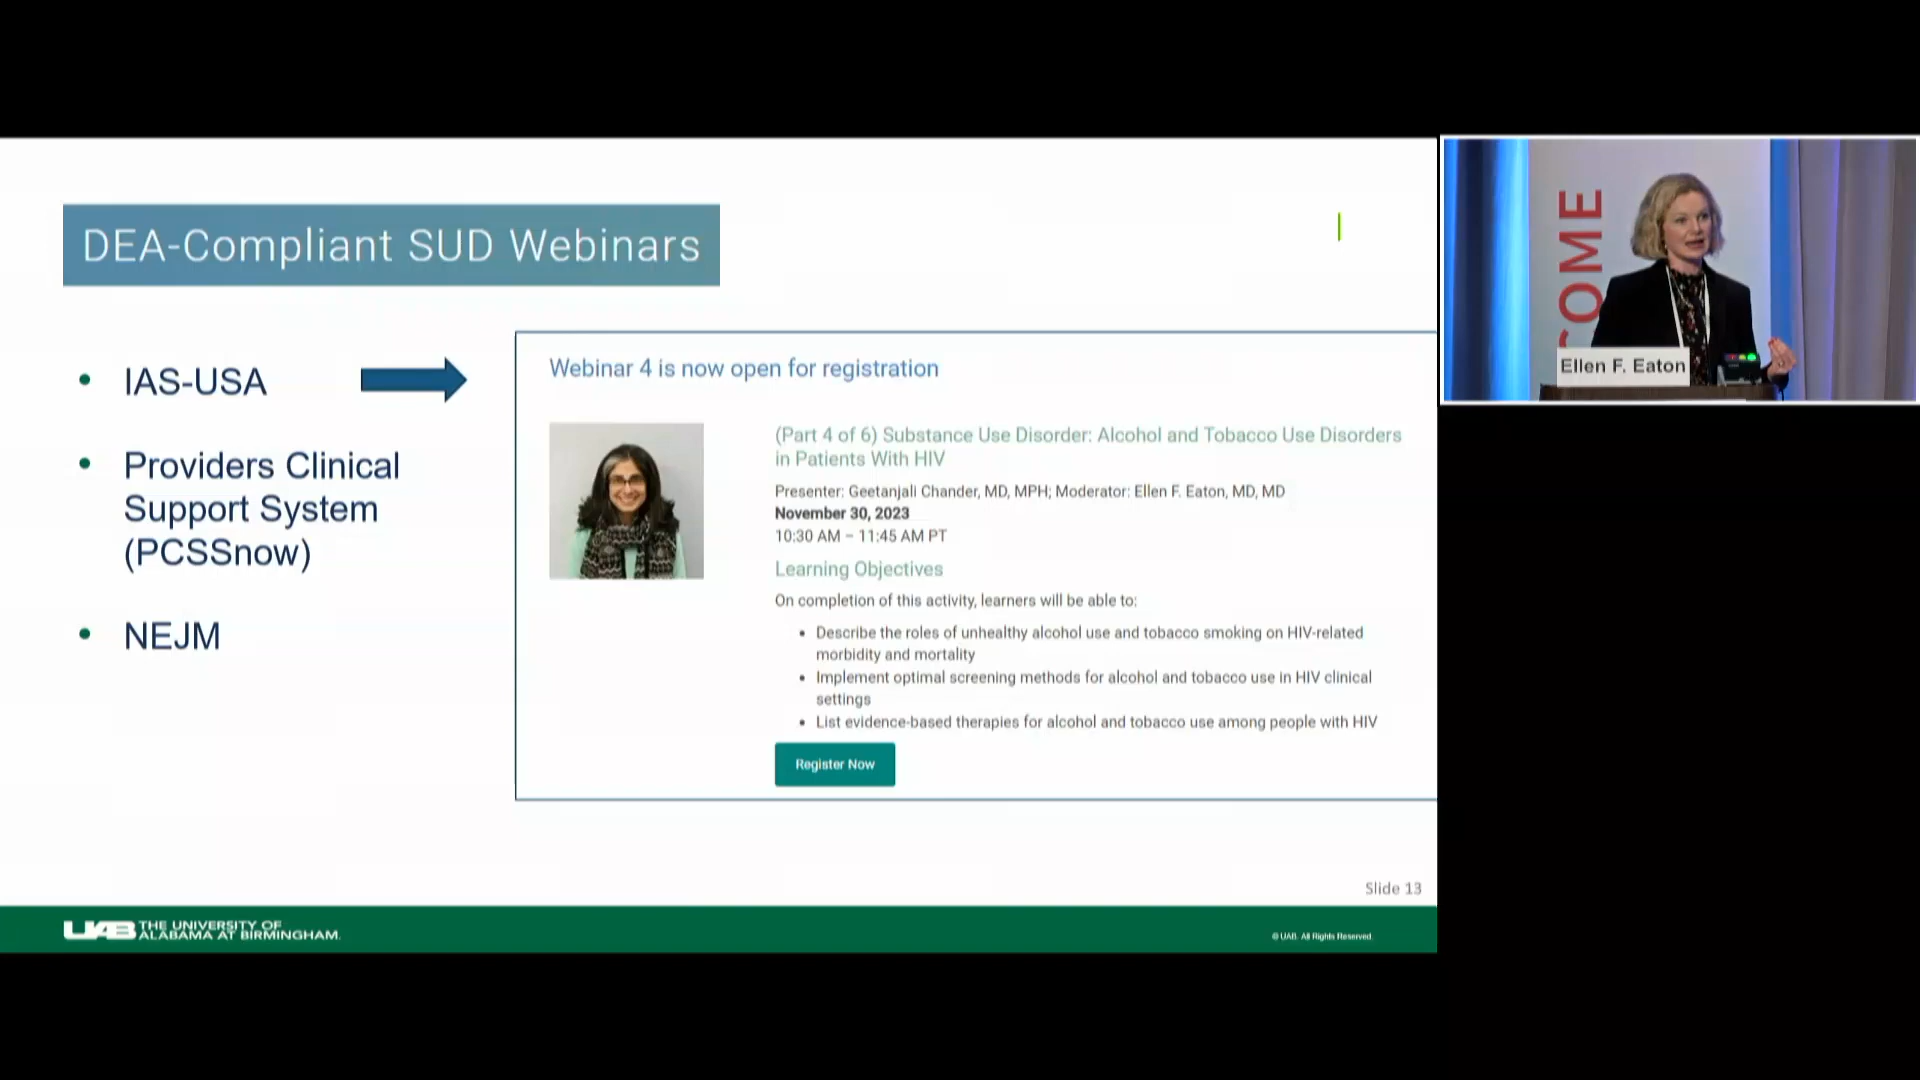 DEA-Compliant SUD Webinars
IAS-USA
Providers Clinical
Support System
(PCSSnow)
NEJM
Webinar 4 is now open for registration
(Part 4 of 6) Substance Use Disorder: Alcohol and Tobacco Use Disorders
in Patients With HIV
Presenter: Geetanjali Chander, MD, MPH; Moderator: Ellen F. Eaton, MD, MD
November 30, 2023
10:30 AM – 11:45 AM PT
Learning Objectives
On completion of this activity, learners will be able to:
• Describe the roles of unhealthy alcohol use and tobacco smoking on HIV-related
morbidity and mortality
• Implement optimal screening methods for alcohol and tobacco use in HIV clinical
settings
• List evidence-based therapies for alcohol and tobacco use among people with HIV
Register Now
Slide 13
UAB THE UNIVERSITY OF
ALABAMA AT BIRMINGHAM.
© UAB. All Rights Reserved.
COME
Ellen F. Eaton